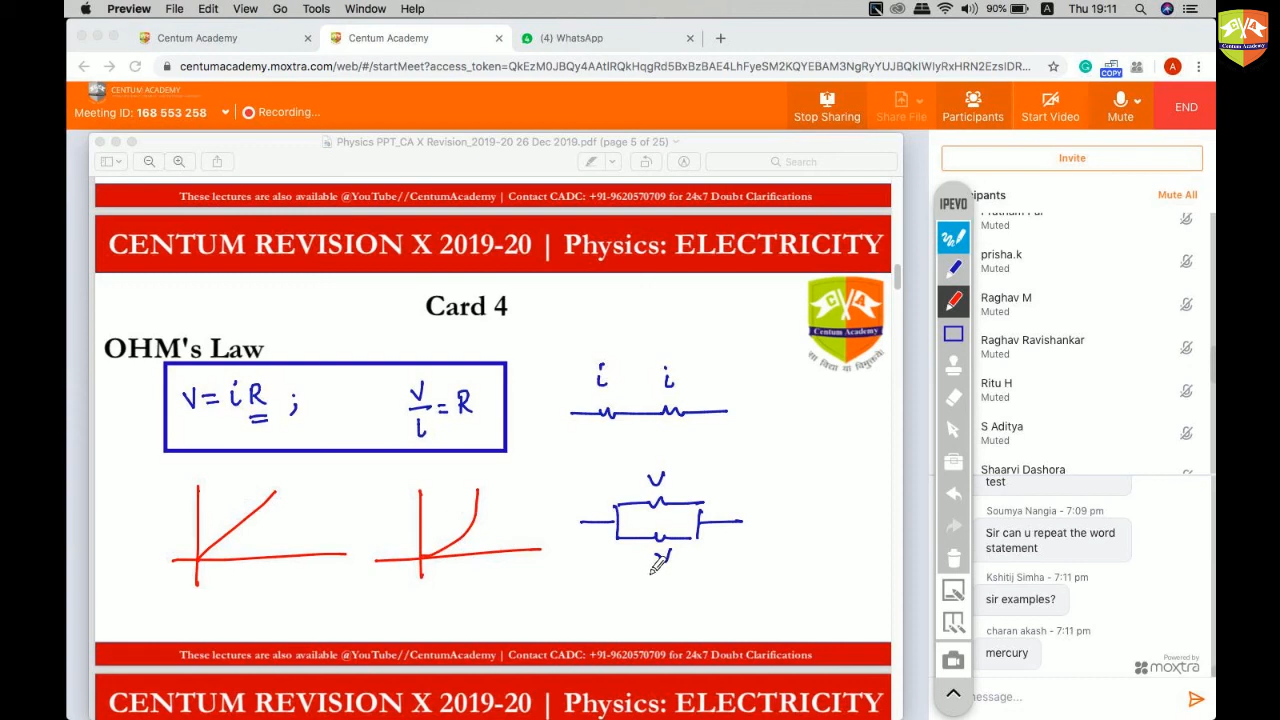 Preview File Edit View Go Tools Window Help 90% A Thu 19:11
Centum Academy
Centum Academy
(4) WhatsApp
centumacademy.moxtra.com/web/#/startMeet?access_token=QkEzM0JBQy4AAtlRQkHqgRd5BxBzBAE4LhFyeSM2KQYEBAM3NgRyYUJBQklWlyRxHRN2EzsIDR...
COPY
A
CENTUM ACADEMY
Meeting ID: 168 553 258
Recording...
Stop Sharing
Share File
Participants
Start Video
Mute
END
Physics PPT_CA X Revision_2019-20 26 Dec 2019.pdf (page 5 of 25)
Search
These lectures are also available @YouTube//CentumAcademy | Contact CADC: +91-9620570709 for 24x7 Doubt Clarifications
CENTUM REVISION X 2019-20 | Physics: ELECTRICITY
Card 4
C A
Centum Academy
OHM's Law
V = i R ; V/i = R
i i
V
V
These lectures are also available @YouTube//CentumAcademy | Contact CADC: +91-9620570709 for 24x7 Doubt Clarifications
CENTUM REVISION X 2019-20 | Physics: ELECTRICITY
Invite
IPEVO
icipants
Mute All
Muted
prisha.k
Muted
Raghav M
Muted
Raghav Ravishankar
Muted
Ritu H
Muted
S Aditya
Muted
Shaarvi Dashora
test
Soumya Nangia - 7:09 pm
Sir can u repeat the word
statement
Kshitij Simha - 7:11 pm
sir examples?
charan akash - 7:11 pm
mercury
Powered by
moxtra
essage...
C A
Centum Academy